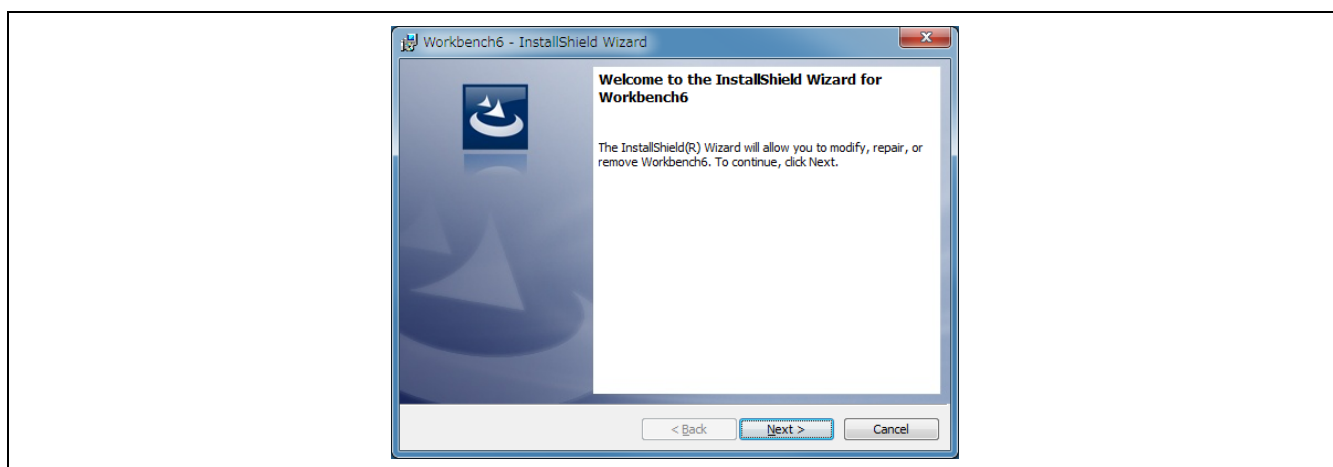 Workbench6 - InstallShield Wizard
Welcome to the InstallShield Wizard for
Workbench6
The InstallShield(R) Wizard will allow you to modify, repair, or
remove Workbench6. To continue, click Next.
< Back
Next >
Cancel